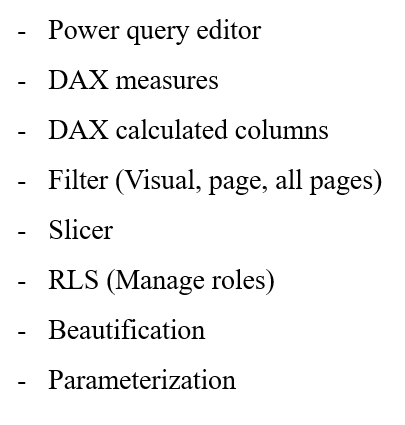 - Power query editor
- DAX measures
- DAX calculated columns
- Filter (Visual, page, all pages)
- Slicer
- RLS (Manage roles)
- Beautification
- Parameterization